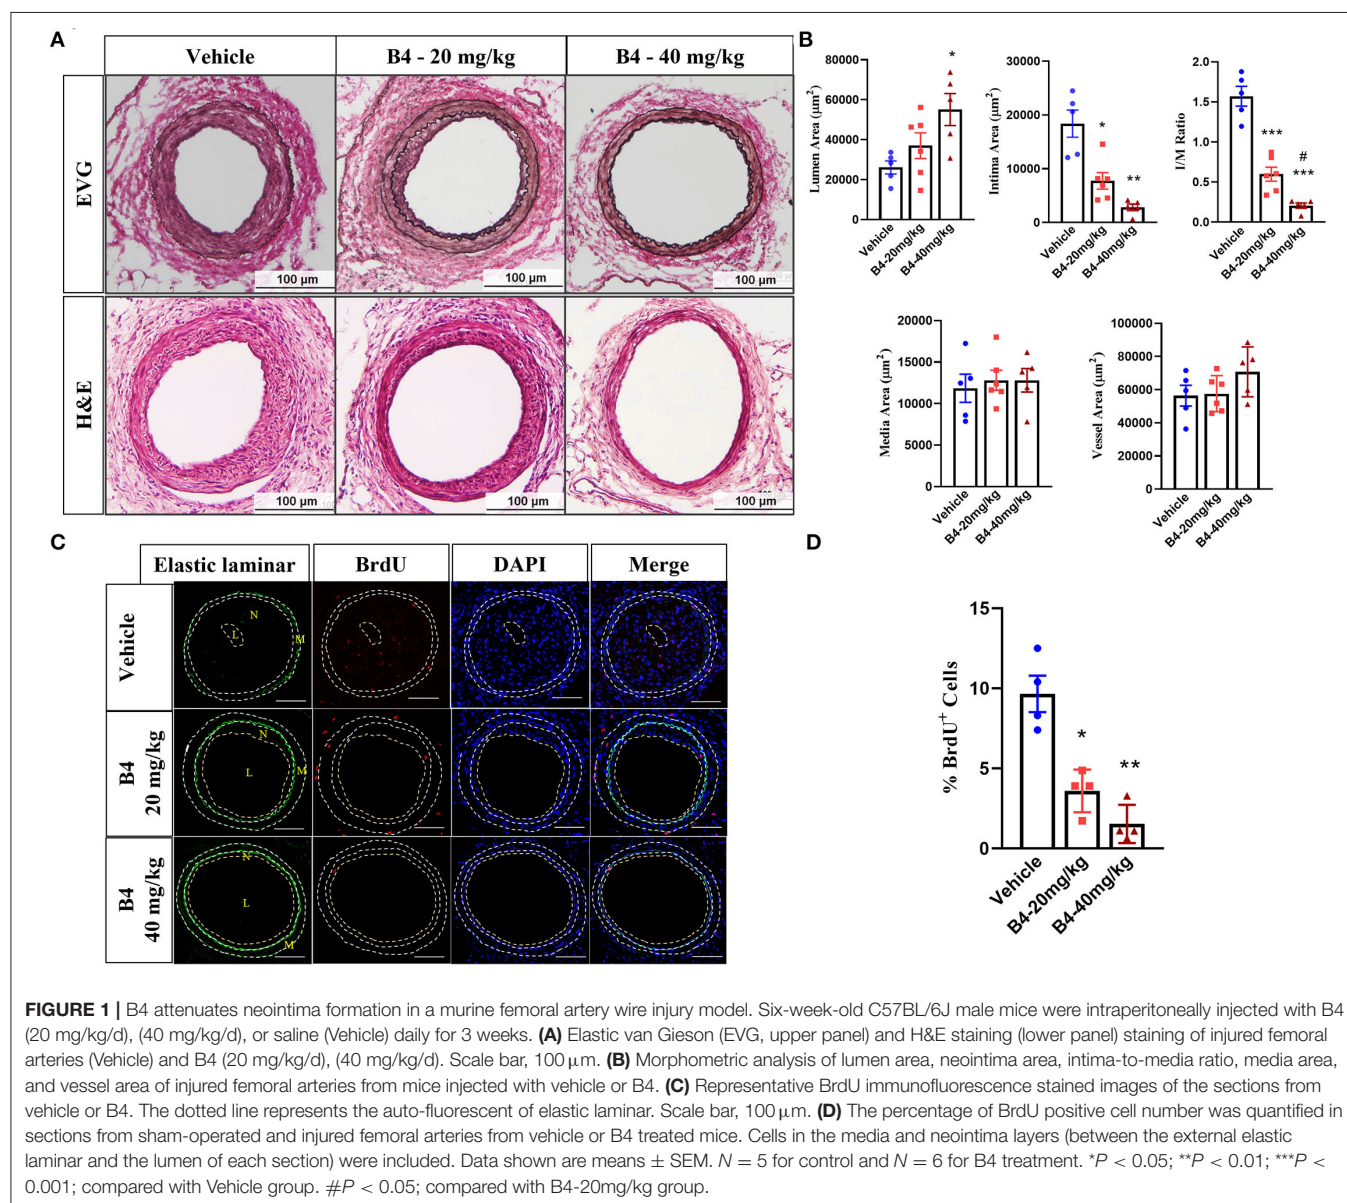 A
Vehicle
B4 - 20 mg/kg
B4 - 40 mg/kg
EVG
100 µm
100 µm
100 µm
H&E
100 µm
100 µm
100 µm
B
Lumen Area (µm²)
80000
60000
40000
20000
0
*
Vehicle
B4-20mg/kg
B4-40mg/kg
Intima Area (µm²)
30000
20000
10000
0
*
**
Vehicle
B4-20mg/kg
B4-40mg/kg
I/M Ratio
2.0
1.5
1.0
0.5
0.0
***
#
***
Vehicle
B4-20mg/kg
B4-40mg/kg
Media Area (µm²)
20000
15000
10000
5000
0
Vehicle
B4-20mg/kg
B4-40mg/kg
Vessel Area (µm²)
100000
80000
60000
40000
20000
0
Vehicle
B4-20mg/kg
B4-40mg/kg
C
Elastic laminar
BrdU
DAPI
Merge
Vehicle
N
L
M
B4
20 mg/kg
N
L
M
B4
40 mg/kg
N
L
M
D
% BrdU⁺ Cells
15
10
5
0
*
**
Vehicle
B4-20mg/kg
B4-40mg/kg
FIGURE 1 | B4 attenuates neointima formation in a murine femoral artery wire injury model. Six-week-old C57BL/6J male mice were intraperitoneally injected with B4
(20 mg/kg/d), (40 mg/kg/d), or saline (Vehicle) daily for 3 weeks. (A) Elastic van Gieson (EVG, upper panel) and H&E staining (lower panel) staining of injured femoral
arteries (Vehicle) and B4 (20 mg/kg/d), (40 mg/kg/d). Scale bar, 100 µm. (B) Morphometric analysis of lumen area, neointima area, intima-to-media ratio, media area,
and vessel area of injured femoral arteries from mice injected with vehicle or B4. (C) Representative BrdU immunofluorescence stained images of the sections from
vehicle or B4. The dotted line represents the auto-fluorescent of elastic laminar. Scale bar, 100 µm. (D) The percentage of BrdU positive cell number was quantified in
sections from sham-operated and injured femoral arteries from vehicle or B4 treated mice. Cells in the media and neointima layers (between the external elastic
laminar and the lumen of each section) were included. Data shown are means ± SEM. N = 5 for control and N = 6 for B4 treatment. *P < 0.05; **P < 0.01; ***P <
0.001; compared with Vehicle group. #P < 0.05; compared with B4-20mg/kg group.